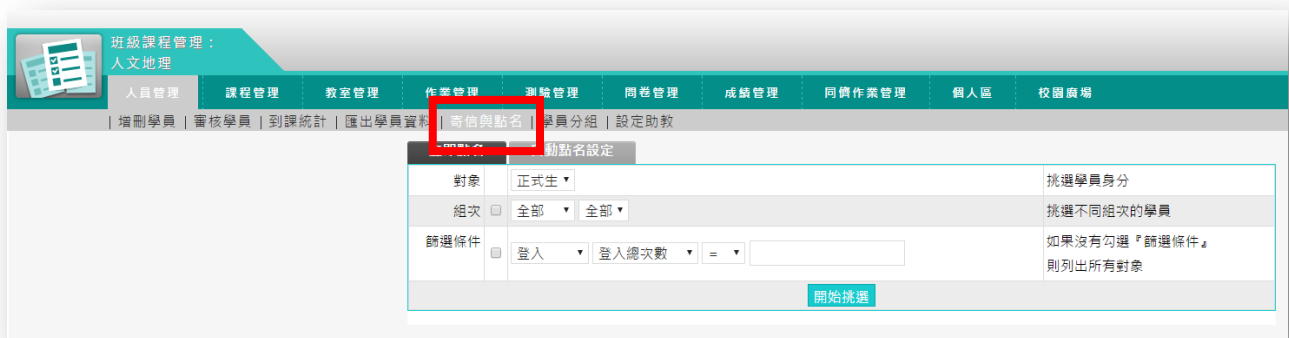 班級課程管理：
人文地理
人員管理 課程管理 教室管理 作業管理 測驗管理 問卷管理 成績管理 同儕作業管理 個人區 校園廣場
| 增刪學員 | 審核學員 | 到課統計 | 匯出學員資料 | 寄信與點名 | 學員分組 | 設定助教
動點名設定
對象 正式生 挑選學員身分
組次 全部 全部 挑選不同組次的學員
篩選條件 登入 登入總次數 = 如果沒有勾選『篩選條件』
則列出所有對象
開始挑選